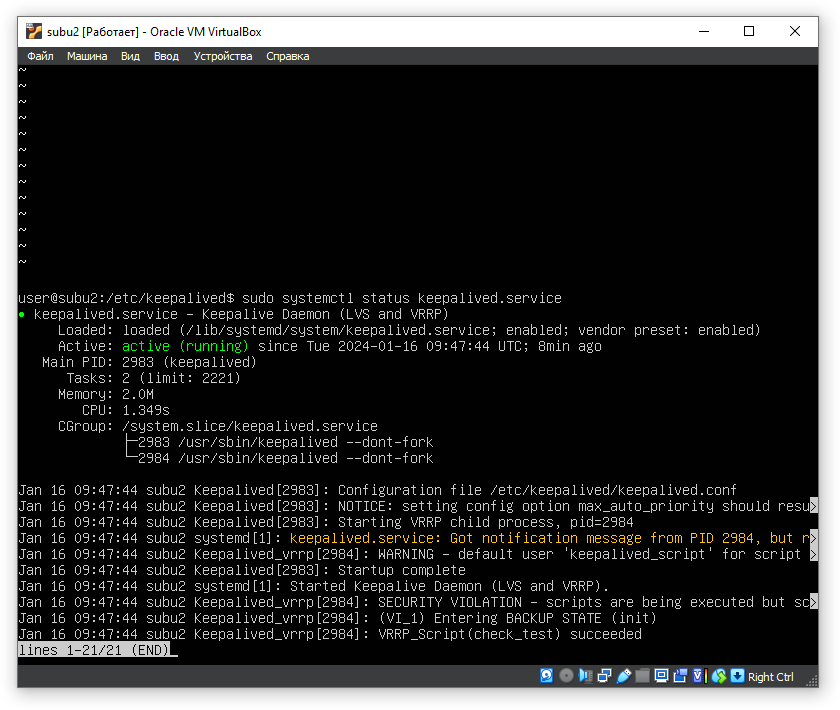 subu2 [Работает] - Oracle VM VirtualBox
Файл Машина Вид Ввод Устройства Справка
~
~
~
~
~
~
~
~
~
~
~
~
~
user@subu2:/etc/keepalived$ sudo systemctl status keepalived.service
● keepalived.service - Keepalive Daemon (LVS and VRRP)
Loaded: loaded (/lib/systemd/system/keepalived.service; enabled; vendor preset: enabled)
Active: active (running) since Tue 2024-01-16 09:47:44 UTC; 8min ago
Main PID: 2983 (keepalived)
Tasks: 2 (limit: 2221)
Memory: 2.0M
CPU: 1.349s
CGroup: /system.slice/keepalived.service
├─2983 /usr/sbin/keepalived --dont-fork
└─2984 /usr/sbin/keepalived --dont-fork
Jan 16 09:47:44 subu2 Keepalived[2983]: Configuration file /etc/keepalived/keepalived.conf
Jan 16 09:47:44 subu2 Keepalived[2983]: NOTICE: setting config option max_auto_priority should resu>
Jan 16 09:47:44 subu2 Keepalived[2983]: Starting VRRP child process, pid=2984
Jan 16 09:47:44 subu2 systemd[1]: keepalived.service: Got notification message from PID 2984, but r>
Jan 16 09:47:44 subu2 Keepalived_vrrp[2984]: WARNING - default user 'keepalived_script' for script >
Jan 16 09:47:44 subu2 Keepalived[2983]: Startup complete
Jan 16 09:47:44 subu2 systemd[1]: Started Keepalive Daemon (LVS and VRRP).
Jan 16 09:47:44 subu2 Keepalived_vrrp[2984]: SECURITY VIOLATION - scripts are being executed but sc>
Jan 16 09:47:44 subu2 Keepalived_vrrp[2984]: (VI_1) Entering BACKUP STATE (init)
Jan 16 09:47:44 subu2 Keepalived_vrrp[2984]: VRRP_Script(check_test) succeeded
lines 1-21/21 (END)
Right Ctrl